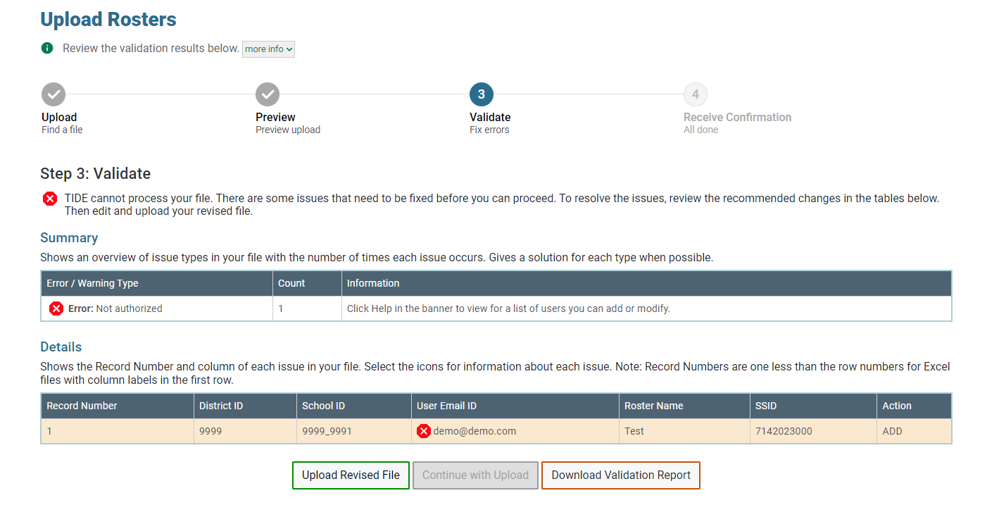 Upload Rosters
Review the validation results below. more info
3
4
Upload
Preview
Validate
Receive Confirmation
Find a file
Preview upload
Fix errors
All done
Step 3: Validate
TIDE cannot process your file. There are some issues that need to be fixed before you can proceed. To resolve the issues, review the recommended changes in the tables below.
Then edit and upload your revised file.
Summary
Shows an overview of issue types in your file with the number of times each issue occurs. Gives a solution for each type when possible.
Error / Warning Type Count Information
Error: Not authorized 1 Click Help in the banner to view for a list of users you can add or modify.
Details
Shows the Record Number and column of each issue in your file. Select the icons for information about each issue. Note: Record Numbers are one less than the row numbers for Excel
files with column labels in the first row.
Record Number District ID School ID User Email ID Roster Name SSID Action
1 9999 9999_9991 demo@demo.com Test 7142023000 ADD
Upload Revised File Continue with Upload Download Validation Report